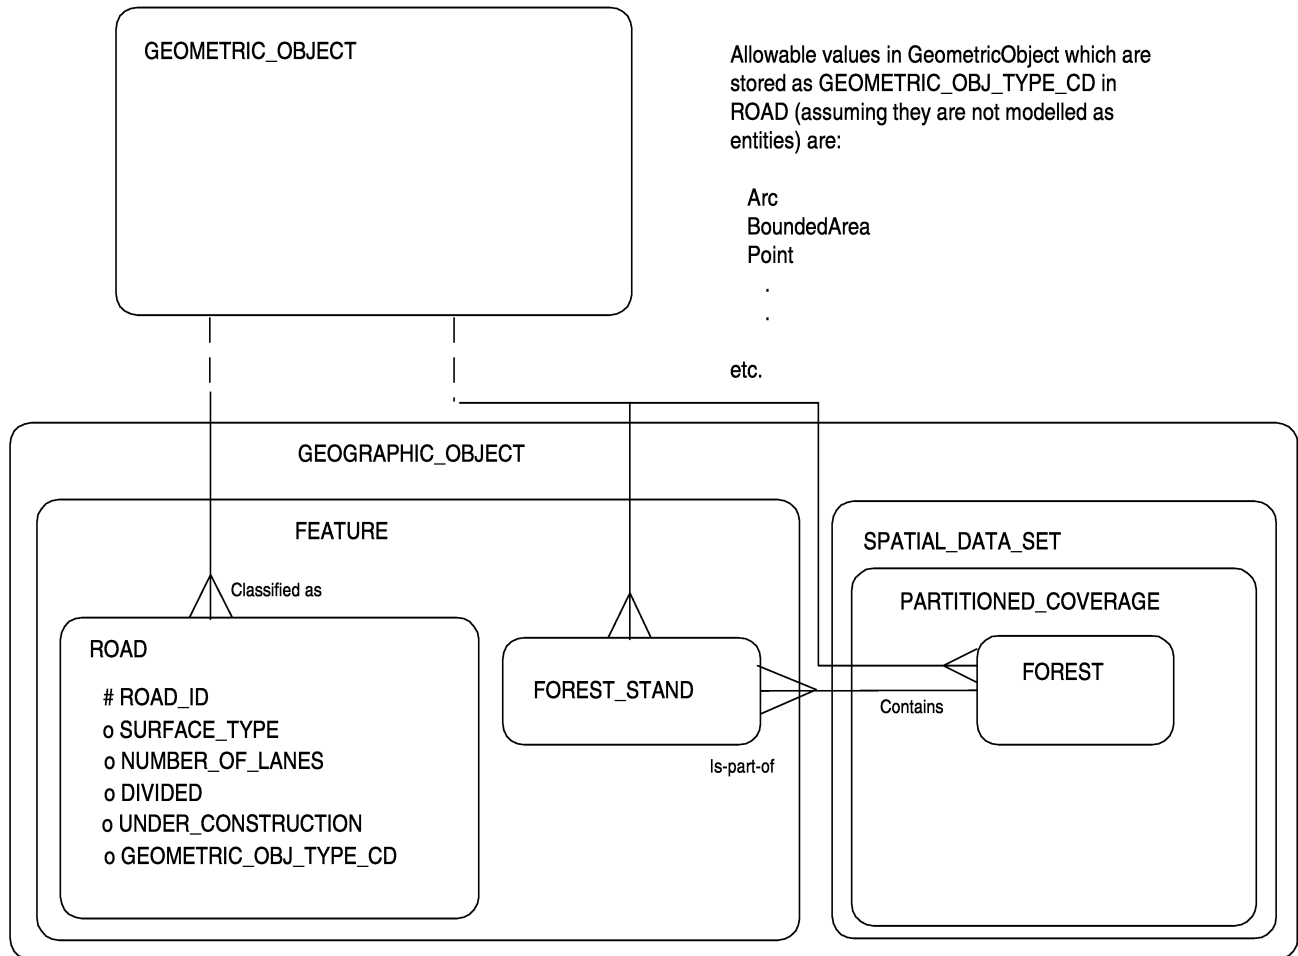 GEOMETRIC_OBJECT
Allowable values in GeometricObject which are
stored as GEOMETRIC_OBJ_TYPE_CD in
ROAD (assuming they are not modelled as
entities) are:
Arc
BoundedArea
Point
.
.
etc.
GEOGRAPHIC_OBJECT
FEATURE
Classified as
ROAD
# ROAD_ID
o SURFACE_TYPE
o NUMBER_OF_LANES
o DIVIDED
o UNDER_CONSTRUCTION
o GEOMETRIC_OBJ_TYPE_CD
FOREST_STAND
Is-part-of
SPATIAL_DATA_SET
PARTITIONED_COVERAGE
FOREST
Contains